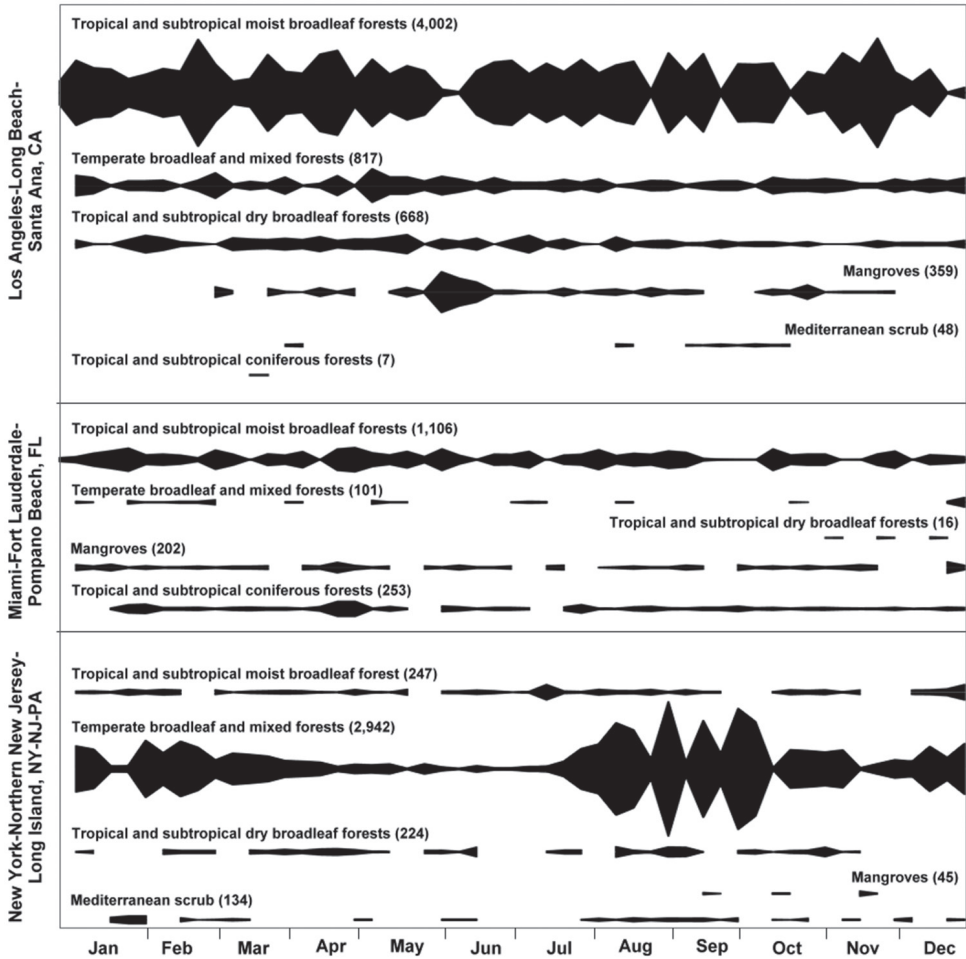 Los Angeles-Long Beach-
Santa Ana, CA
Tropical and subtropical moist broadleaf forests (4,002)
Temperate broadleaf and mixed forests (817)
Tropical and subtropical dry broadleaf forests (668)
Mangroves (359)
Mediterranean scrub (48)
Tropical and subtropical coniferous forests (7)
Miami-Fort Lauderdale-
Pompano Beach, FL
Tropical and subtropical moist broadleaf forests (1,106)
Temperate broadleaf and mixed forests (101)
Tropical and subtropical dry broadleaf forests (16)
Mangroves (202)
Tropical and subtropical coniferous forests (253)
New York-Northern New Jersey-
Long Island, NY-NJ-PA
Tropical and subtropical moist broadleaf forest (247)
Temperate broadleaf and mixed forests (2,942)
Tropical and subtropical dry broadleaf forests (224)
Mangroves (45)
Mediterranean scrub (134)
Jan Feb Mar Apr May Jun Jul Aug Sep Oct Nov Dec